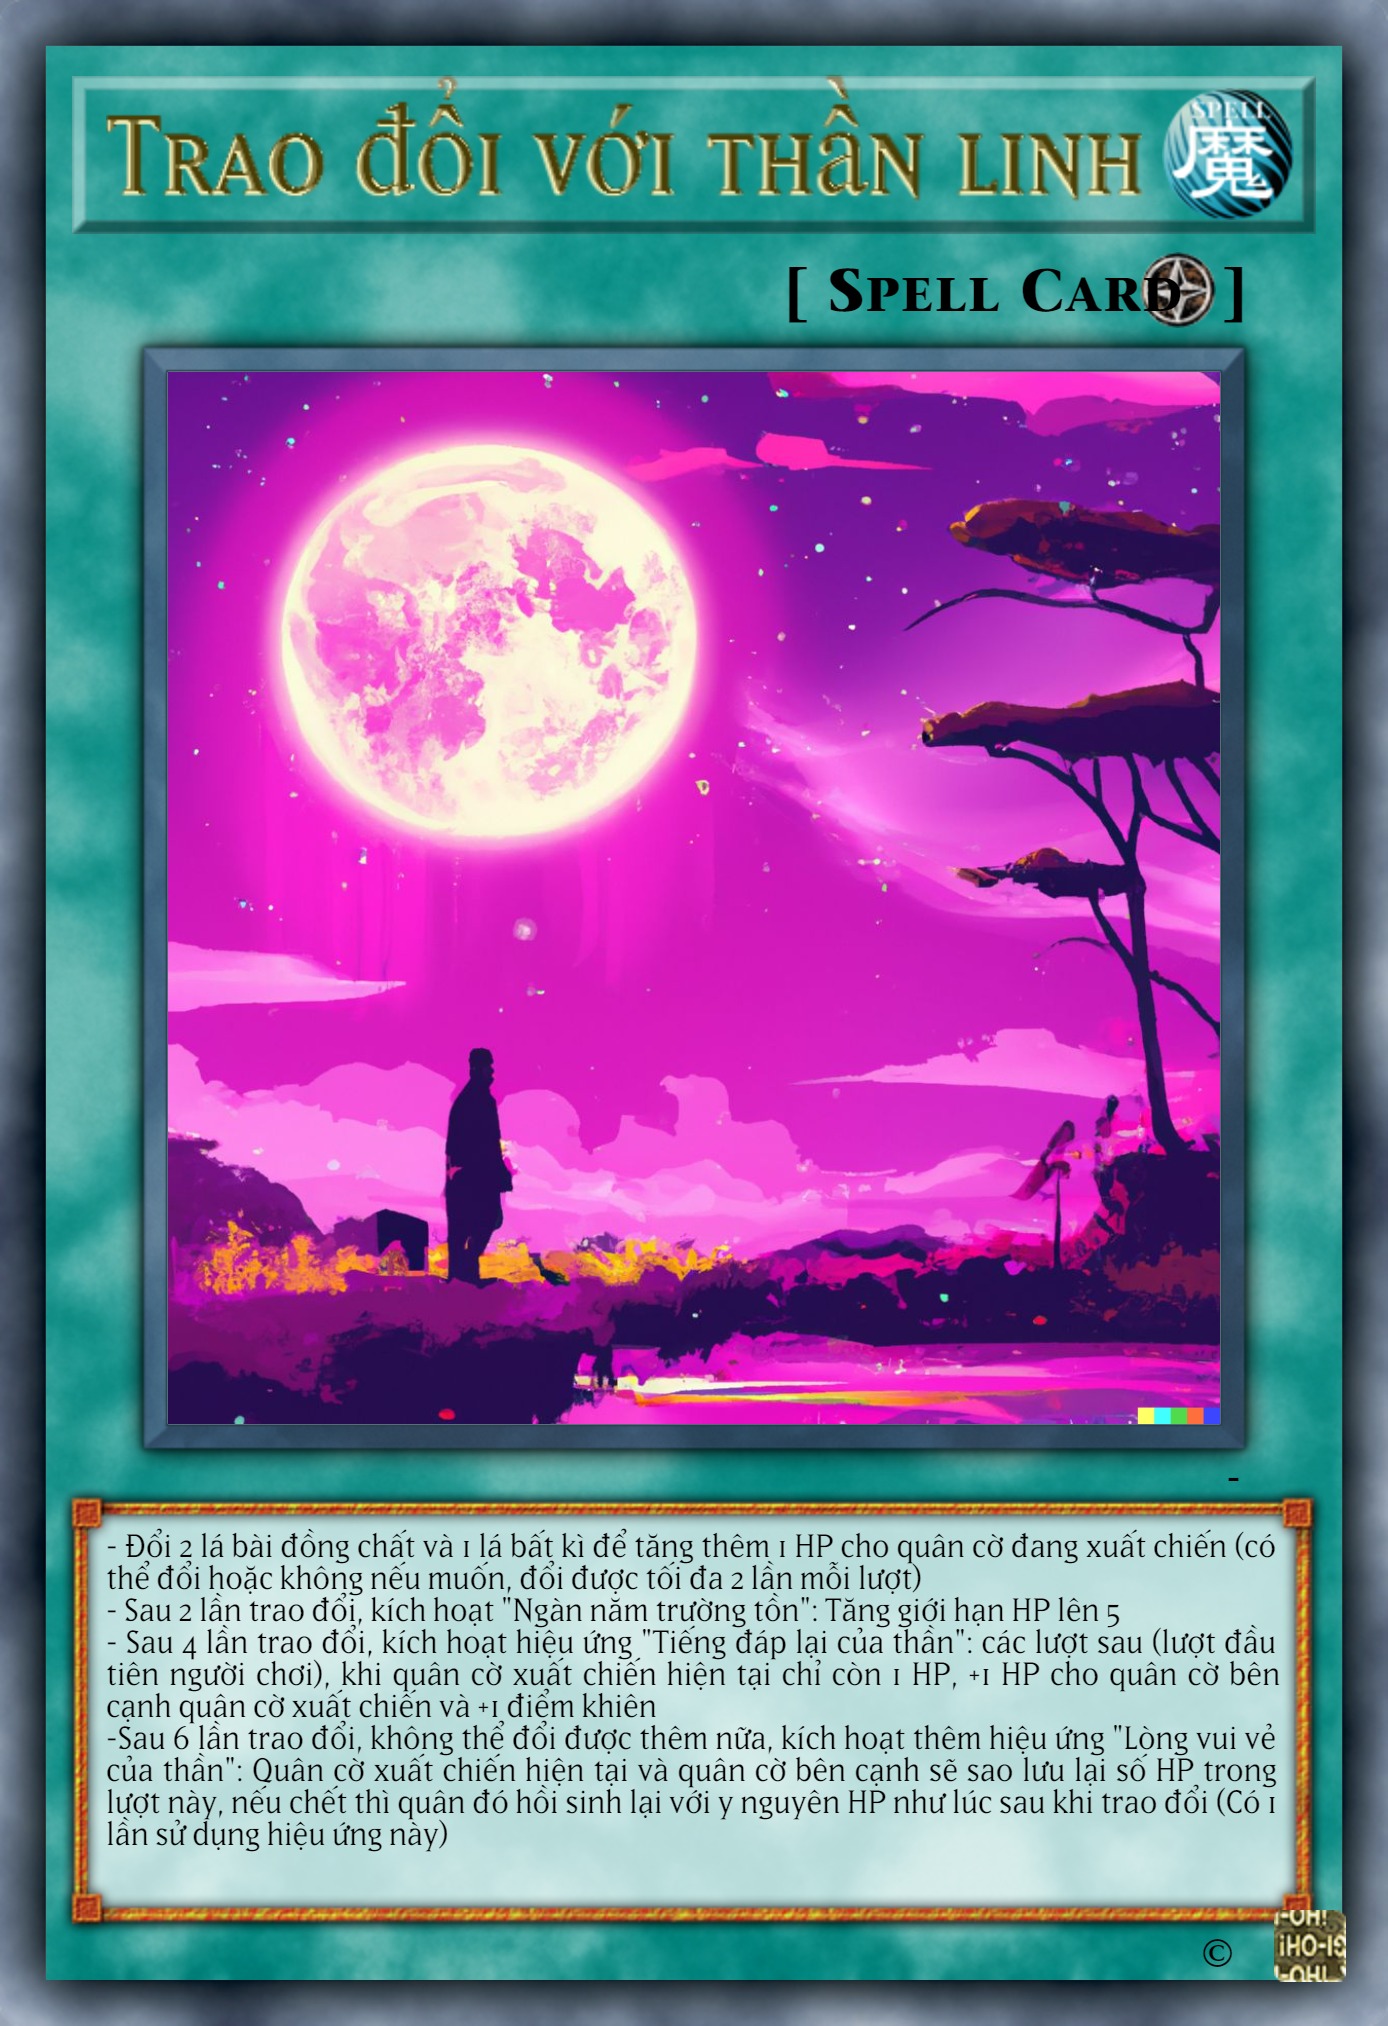 Trao đổi với thần linh
SPELL
魔
[ Spell Card ]
-
- Đổi 2 lá bài đồng chất và 1 lá bất kì để tăng thêm 1 HP cho quân cờ đang xuất chiến (có
thể đổi hoặc không nếu muốn, đổi được tối đa 2 lần mỗi lượt)
- Sau 2 lần trao đổi, kích hoạt "Ngàn năm trường tồn": Tăng giới hạn HP lên 5
- Sau 4 lần trao đổi, kích hoạt hiệu ứng "Tiếng đáp lại của thần": các lượt sau (lượt đầu
tiên người chơi), khi quân cờ xuất chiến hiện tại chỉ còn 1 HP, +1 HP cho quân cờ bên
cạnh quân cờ xuất chiến và +1 điểm khiên
-Sau 6 lần trao đổi, không thể đổi được thêm nữa, kích hoạt thêm hiệu ứng "Lòng vui vẻ
của thần": Quân cờ xuất chiến hiện tại và quân cờ bên cạnh sẽ sao lưu lại số HP trong
lượt này, nếu chết thì quân đó hồi sinh lại với y nguyên HP như lúc sau khi trao đổi (Có 1
lần sử dụng hiệu ứng này)
©